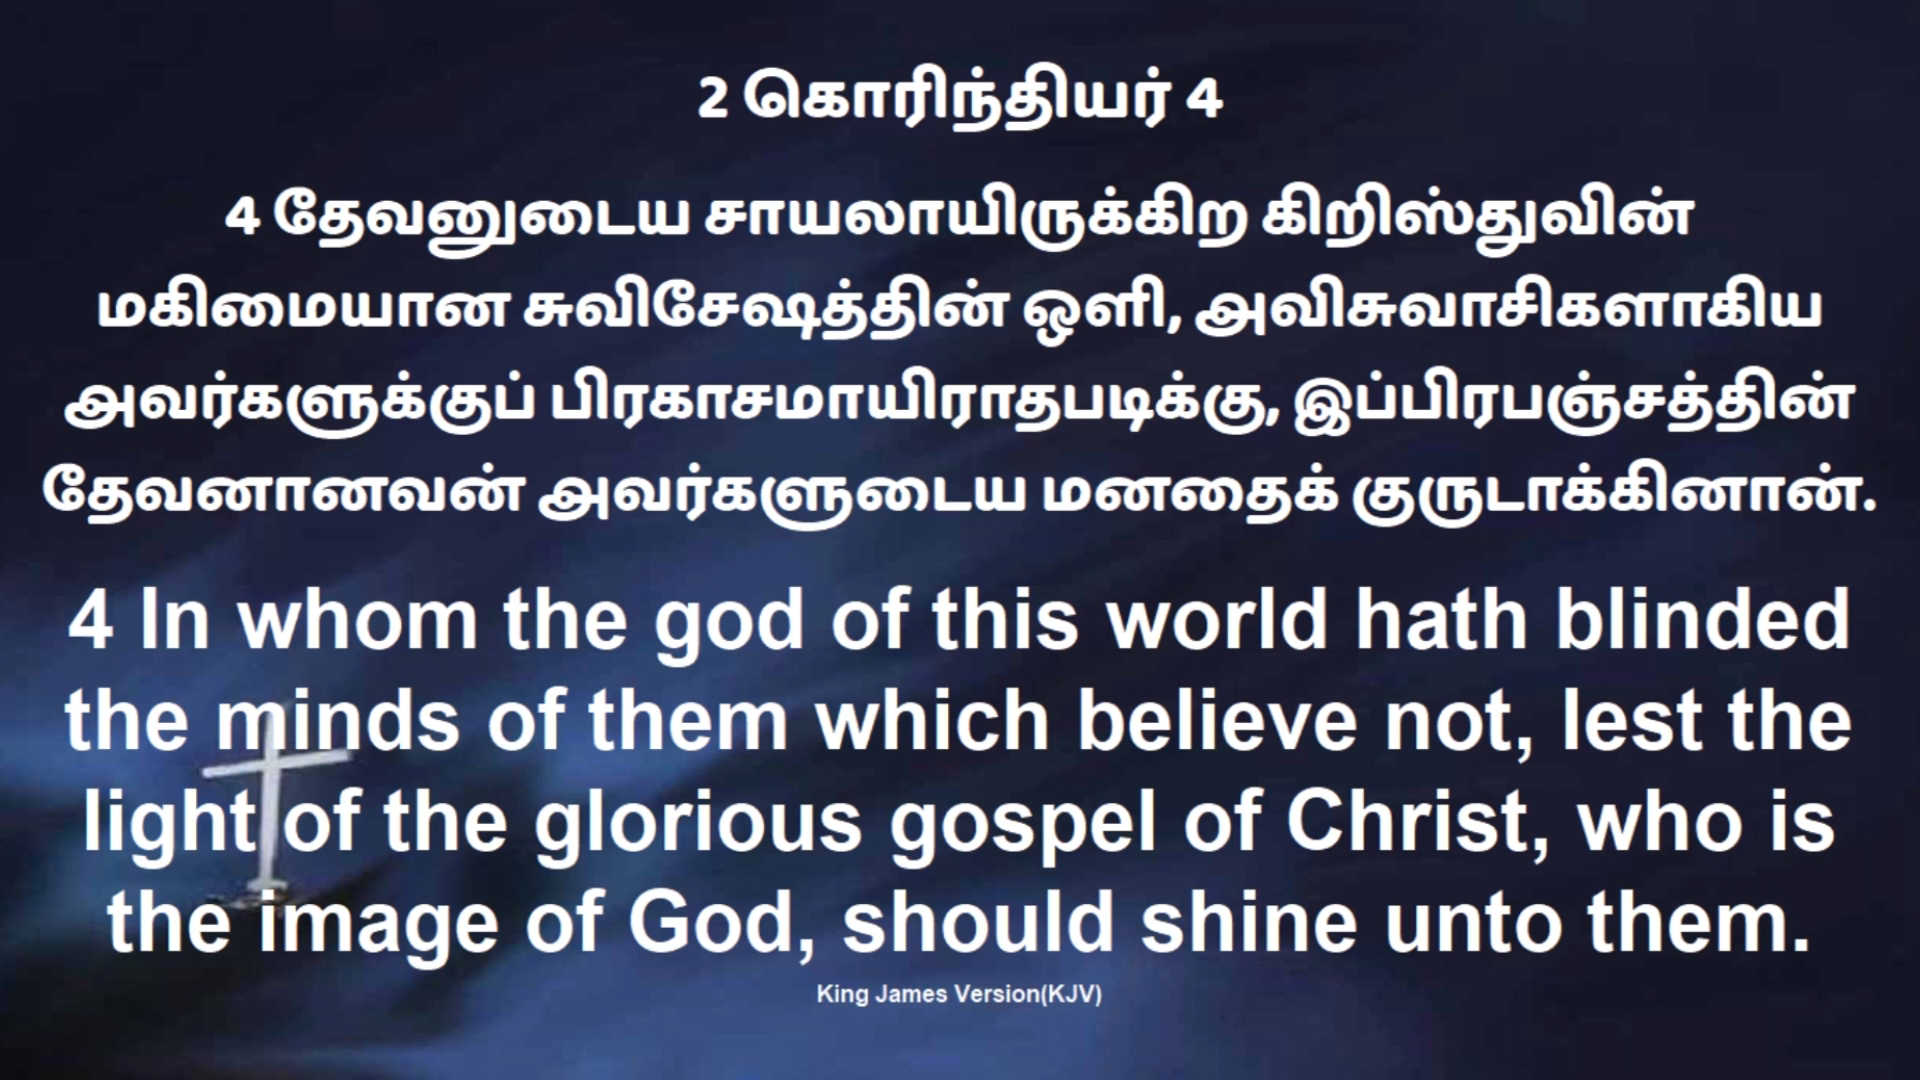 2 கொரிந்தியர் 4
4 தேவனுடைய சாயலாயிருக்கிற கிறிஸ்துவின்
மகிமையான சுவிசேஷத்தின் ஒளி, அவிசுவாசிகளாகிய
அவர்களுக்குப் பிரகாசமாயிராதபடிக்கு, இப்பிரபஞ்சத்தின்
தேவனானவன் அவர்களுடைய மனதைக் குருடாக்கினான்.
4 In whom the god of this world hath blinded
the minds of them which believe not, lest the
light of the glorious gospel of Christ, who is
the image of God, should shine unto them.
King James Version(KJV)